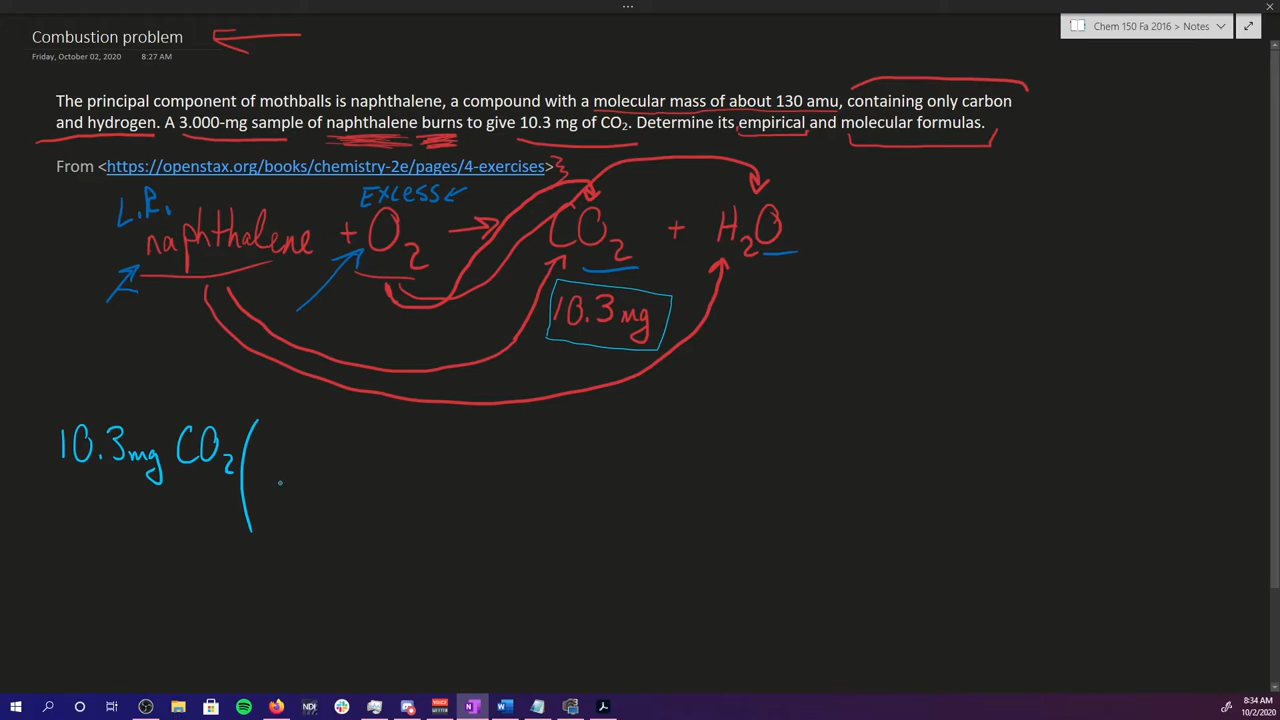 Combustion problem
Chem 150 Fa 2016 > Notes
Friday, October 02, 2020 8:27 AM
The principal component of mothballs is naphthalene, a compound with a molecular mass of about 130 amu, containing only carbon
and hydrogen. A 3.000-mg sample of naphthalene burns to give 10.3 mg of CO₂. Determine its empirical and molecular formulas.
From <https://openstax.org/books/chemistry-2e/pages/4-exercises>
L.R. Excess
naphthalene + O₂ → CO₂ + H₂O
10.3mg
10.3mg CO₂ (
NDI
8:34 AM
10/2/2020